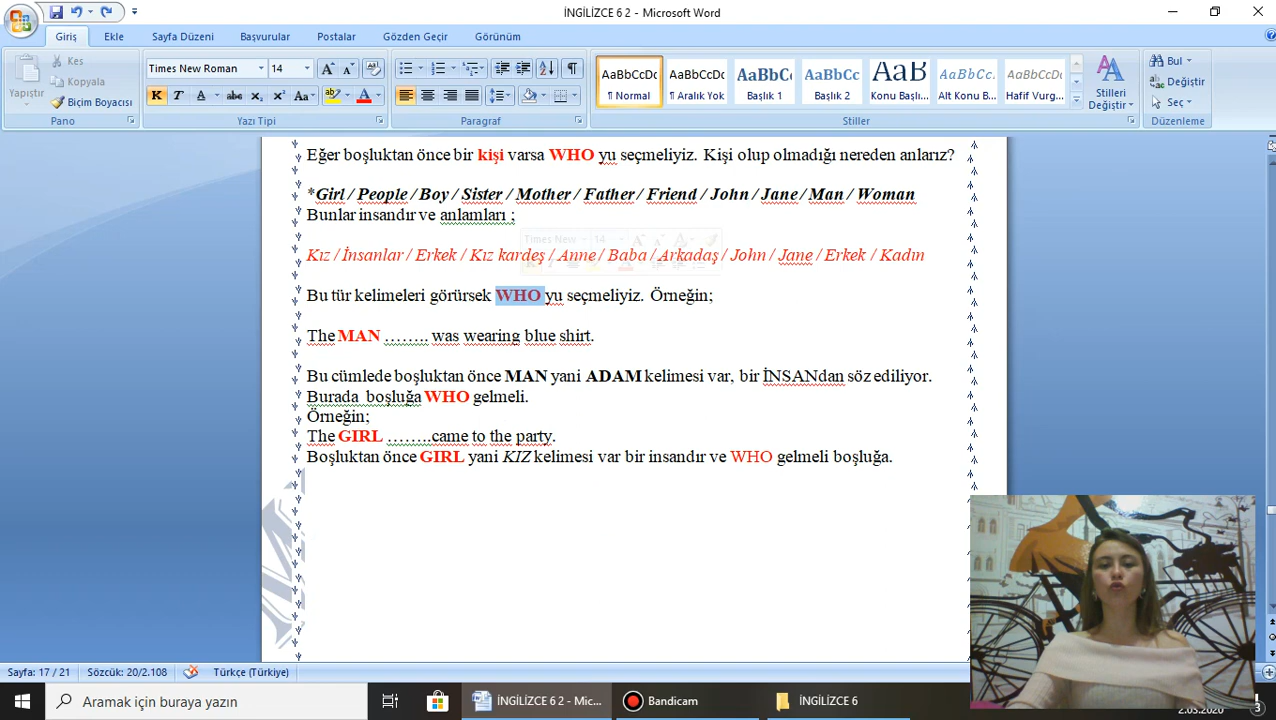 İNGİLİZCE 6 2 - Microsoft Word
Giriş Ekle Sayfa Düzeni Başvurular Postalar Gözden Geçir Görünüm
Yapıştır
Kes
Kopyala
Biçim Boyacısı
Pano
Times New Roman 14
Yazı Tipi
Paragraf
AaBbCcDc AaBbCcDc AaBbC AaBbCc AaB AaBbCc. AaBbCcDc
¶ Normal ¶ Aralık Yok Başlık 1 Başlık 2 Konu Başlı... Alt Konu B... Hafif Vurg...
Stilleri Değiştir
Stiller
Bul
Değiştir
Seç
Düzenleme
Eğer boşluktan önce bir kişi varsa WHO yu seçmeliyiz. Kişi olup olmadığı nereden anlarız?
*Girl / People / Boy / Sister / Mother / Father / Friend / John / Jane / Man / Woman
Bunlar insandır ve anlamları ;
Kız / İnsanlar / Erkek / Kız kardeş / Anne / Baba / Arkadaş / John / Jane / Erkek / Kadın
Bu tür kelimeleri görürsek WHO yu seçmeliyiz. Örneğin;
The MAN …….. was wearing blue shirt.
Bu cümlede boşluktan önce MAN yani ADAM kelimesi var, bir İNSANdan söz ediliyor.
Burada boşluğa WHO gelmeli.
Örneğin;
The GIRL ……..came to the party.
Boşluktan önce GIRL yani KIZ kelimesi var bir insandır ve WHO gelmeli boşluğa.
Sayfa: 17 / 21 Sözcük: 20/2.108 Türkçe (Türkiye)
Aramak için buraya yazın
İNGİLİZCE 6 2 - Mic... Bandicam İNGİLİZCE 6
2.03.2020